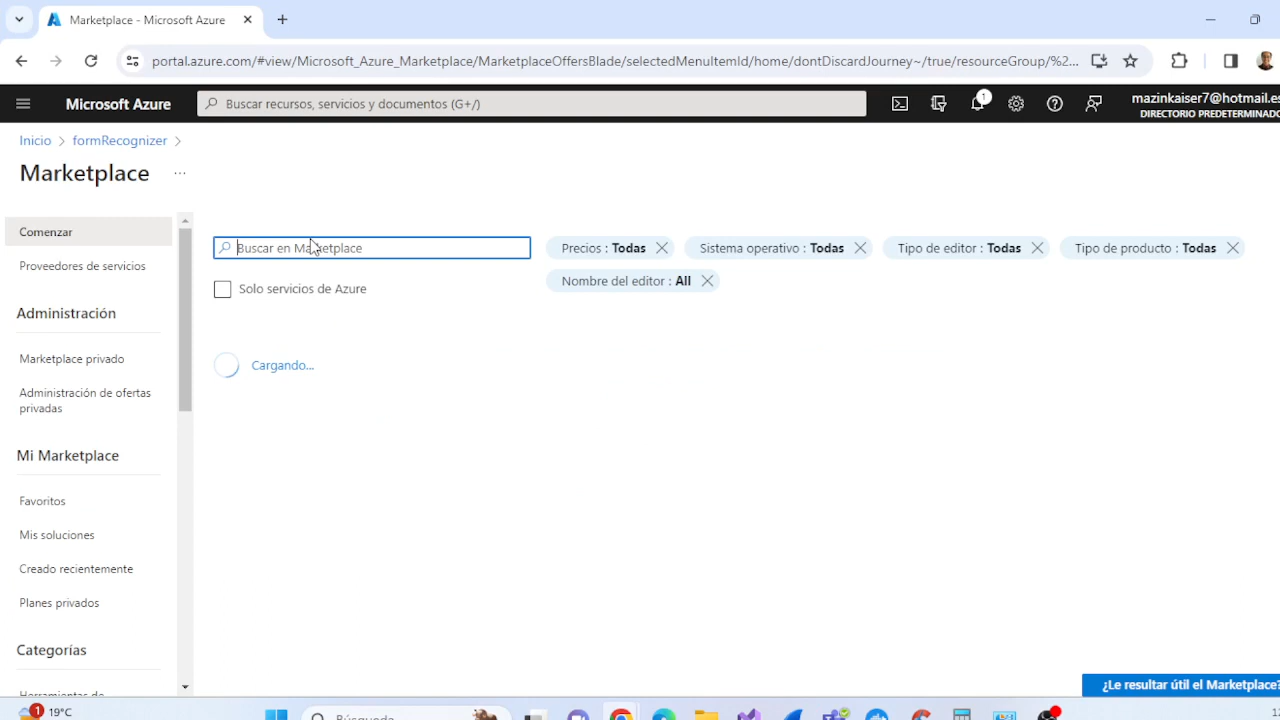 Marketplace - Microsoft Azure
portal.azure.com/#view/Microsoft_Azure_Marketplace/MarketplaceOffersBlade/selectedMenuItemId/home/dontDiscardJourney~/true/resourceGroup/%2...
Microsoft Azure
Buscar recursos, servicios y documentos (G+/)
1
mazinkaiser7@hotmail.es
DIRECTORIO PREDETERMINADO
Inicio > formRecognizer >
Marketplace ...
Comenzar
Proveedores de servicios
Administración
Marketplace privado
Administración de ofertas
privadas
Mi Marketplace
Favoritos
Mis soluciones
Creado recientemente
Planes privados
Categorías
Herramientas de
Buscar en Marketplace
Precios : Todas
Sistema operativo : Todas
Tipo de editor : Todas
Tipo de producto : Todas
Nombre del editor : All
Solo servicios de Azure
Cargando...
¿Le resultar útil el Marketplace?
1
19°C
Búsqueda